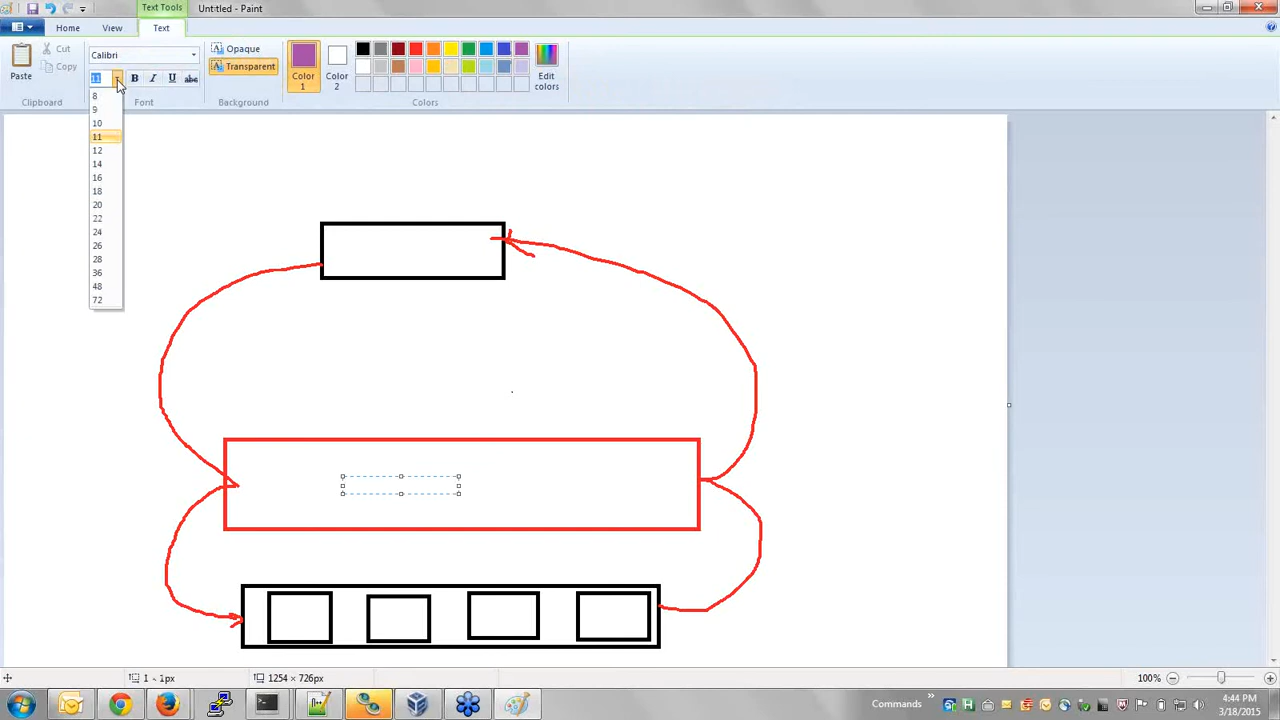 Text Tools
Untitled - Paint
Home
View
Text
Paste
Cut
Copy
Clipboard
Calibri
11
B I U abc
Font
Opaque
Transparent
Background
Color 1
Color 2
Edit colors
Colors
8
9
10
11
12
14
16
18
20
22
24
26
28
36
48
72
1 × 1px
1254 × 726px
100%
Commands
4:44 PM
3/18/2015